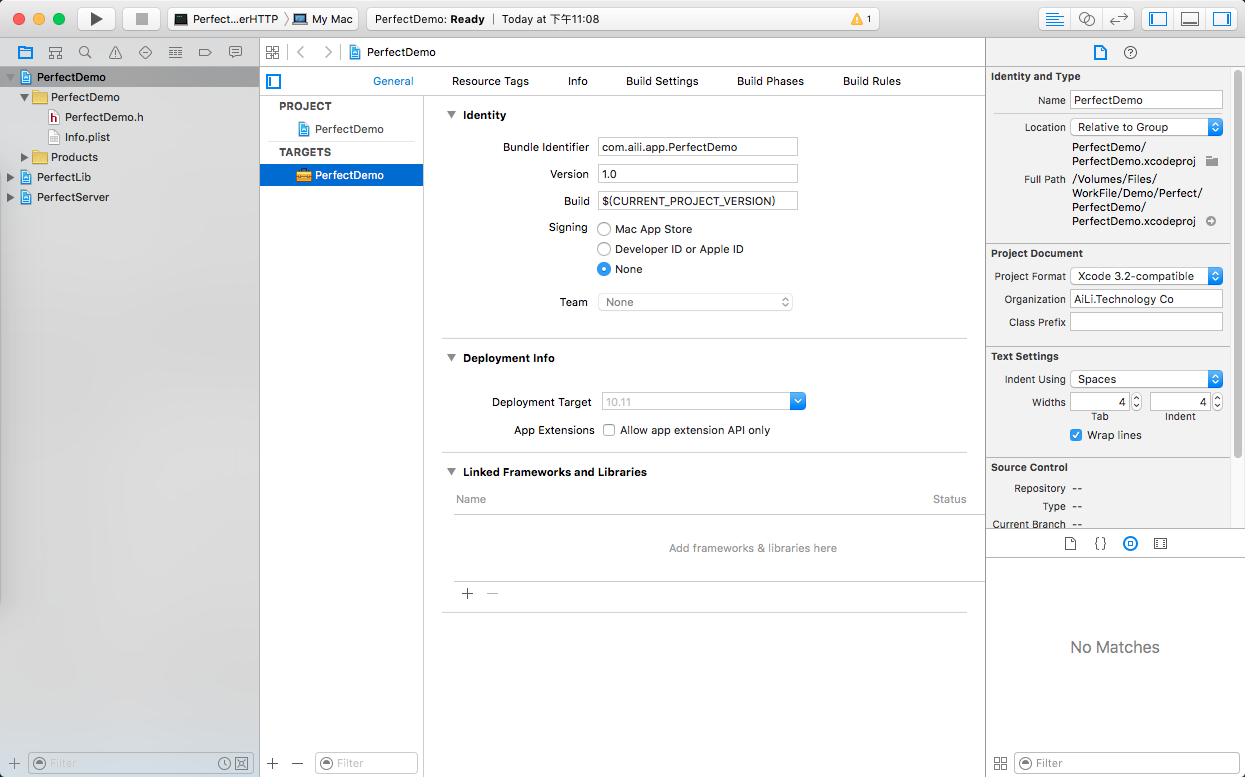 Perfect...erHTTP
My Mac
PerfectDemo: Ready
Today at 下午11:08
1
PerfectDemo
PerfectDemo
PerfectDemo.h
Info.plist
Products
PerfectLib
PerfectServer
Filter
PerfectDemo
General
Resource Tags
Info
Build Settings
Build Phases
Build Rules
PROJECT
PerfectDemo
TARGETS
PerfectDemo
Filter
Identity
Bundle Identifier com.aili.app.PerfectDemo
Version 1.0
Build $(CURRENT_PROJECT_VERSION)
Signing
Mac App Store
Developer ID or Apple ID
None
Team None
Deployment Info
Deployment Target 10.11
App Extensions Allow app extension API only
Linked Frameworks and Libraries
Name Status
Add frameworks & libraries here
Identity and Type
Name PerfectDemo
Location Relative to Group
PerfectDemo/
PerfectDemo.xcodeproj
Full Path /Volumes/Files/
WorkFile/Demo/Perfect/
PerfectDemo/
PerfectDemo.xcodeproj
Project Document
Project Format Xcode 3.2-compatible
Organization AiLi.Technology Co
Class Prefix
Text Settings
Indent Using Spaces
Widths 4 4
Tab Indent
Wrap lines
Source Control
Repository --
Type --
Current Branch --
No Matches
Filter